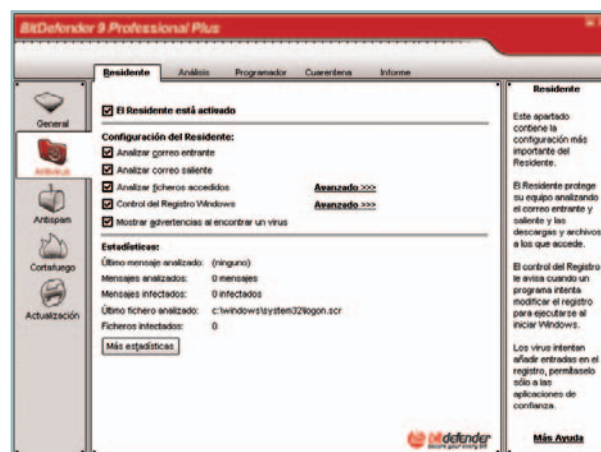 BitDefender 9 Professional Plus
Residente Análisis Programador Cuarentena Informe
General
Antivirus
Antispam
Cortafuego
Actualización
El Residente está activado
Configuración del Residente:
Analizar correo entrante
Analizar correo saliente
Analizar ficheros accedidos Avanzado >>>
Control del Registro Windows Avanzado >>>
Mostrar advertencias al encontrar un virus
Estadísticas:
Último mensaje analizado: (ninguno)
Mensajes analizados: 0 mensajes
Mensajes infectados: 0 infectados
Último fichero analizado: c:\windows\system32\logon.scr
Ficheros infectados: 0
Más estadísticas
bitdefender
secure your every bit
Residente
Este apartado
contiene la
configuración más
importante del
Residente.
El Residente protege
su equipo analizando
el correo entrante y
saliente y las
descargas y archivos
a los que accede.
El control del Registro
le avisa cuando un
programa intenta
modificar el registro
para ejecutarse al
iniciar Windows.
Los virus intentan
añadir entradas en el
registro, permítaselo
sólo a las
aplicaciones de
confianza.
Más Ayuda